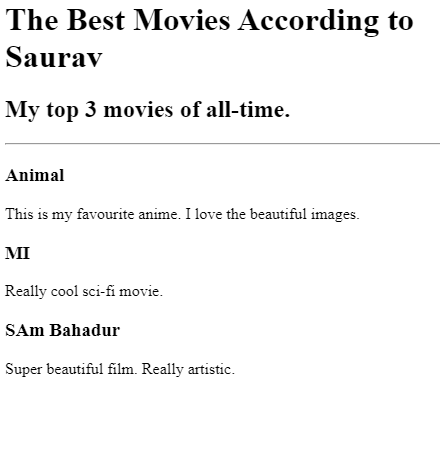 The Best Movies According to
Saurav
My top 3 movies of all-time.
Animal
This is my favourite anime. I love the beautiful images.
MI
Really cool sci-fi movie.
SAm Bahadur
Super beautiful film. Really artistic.